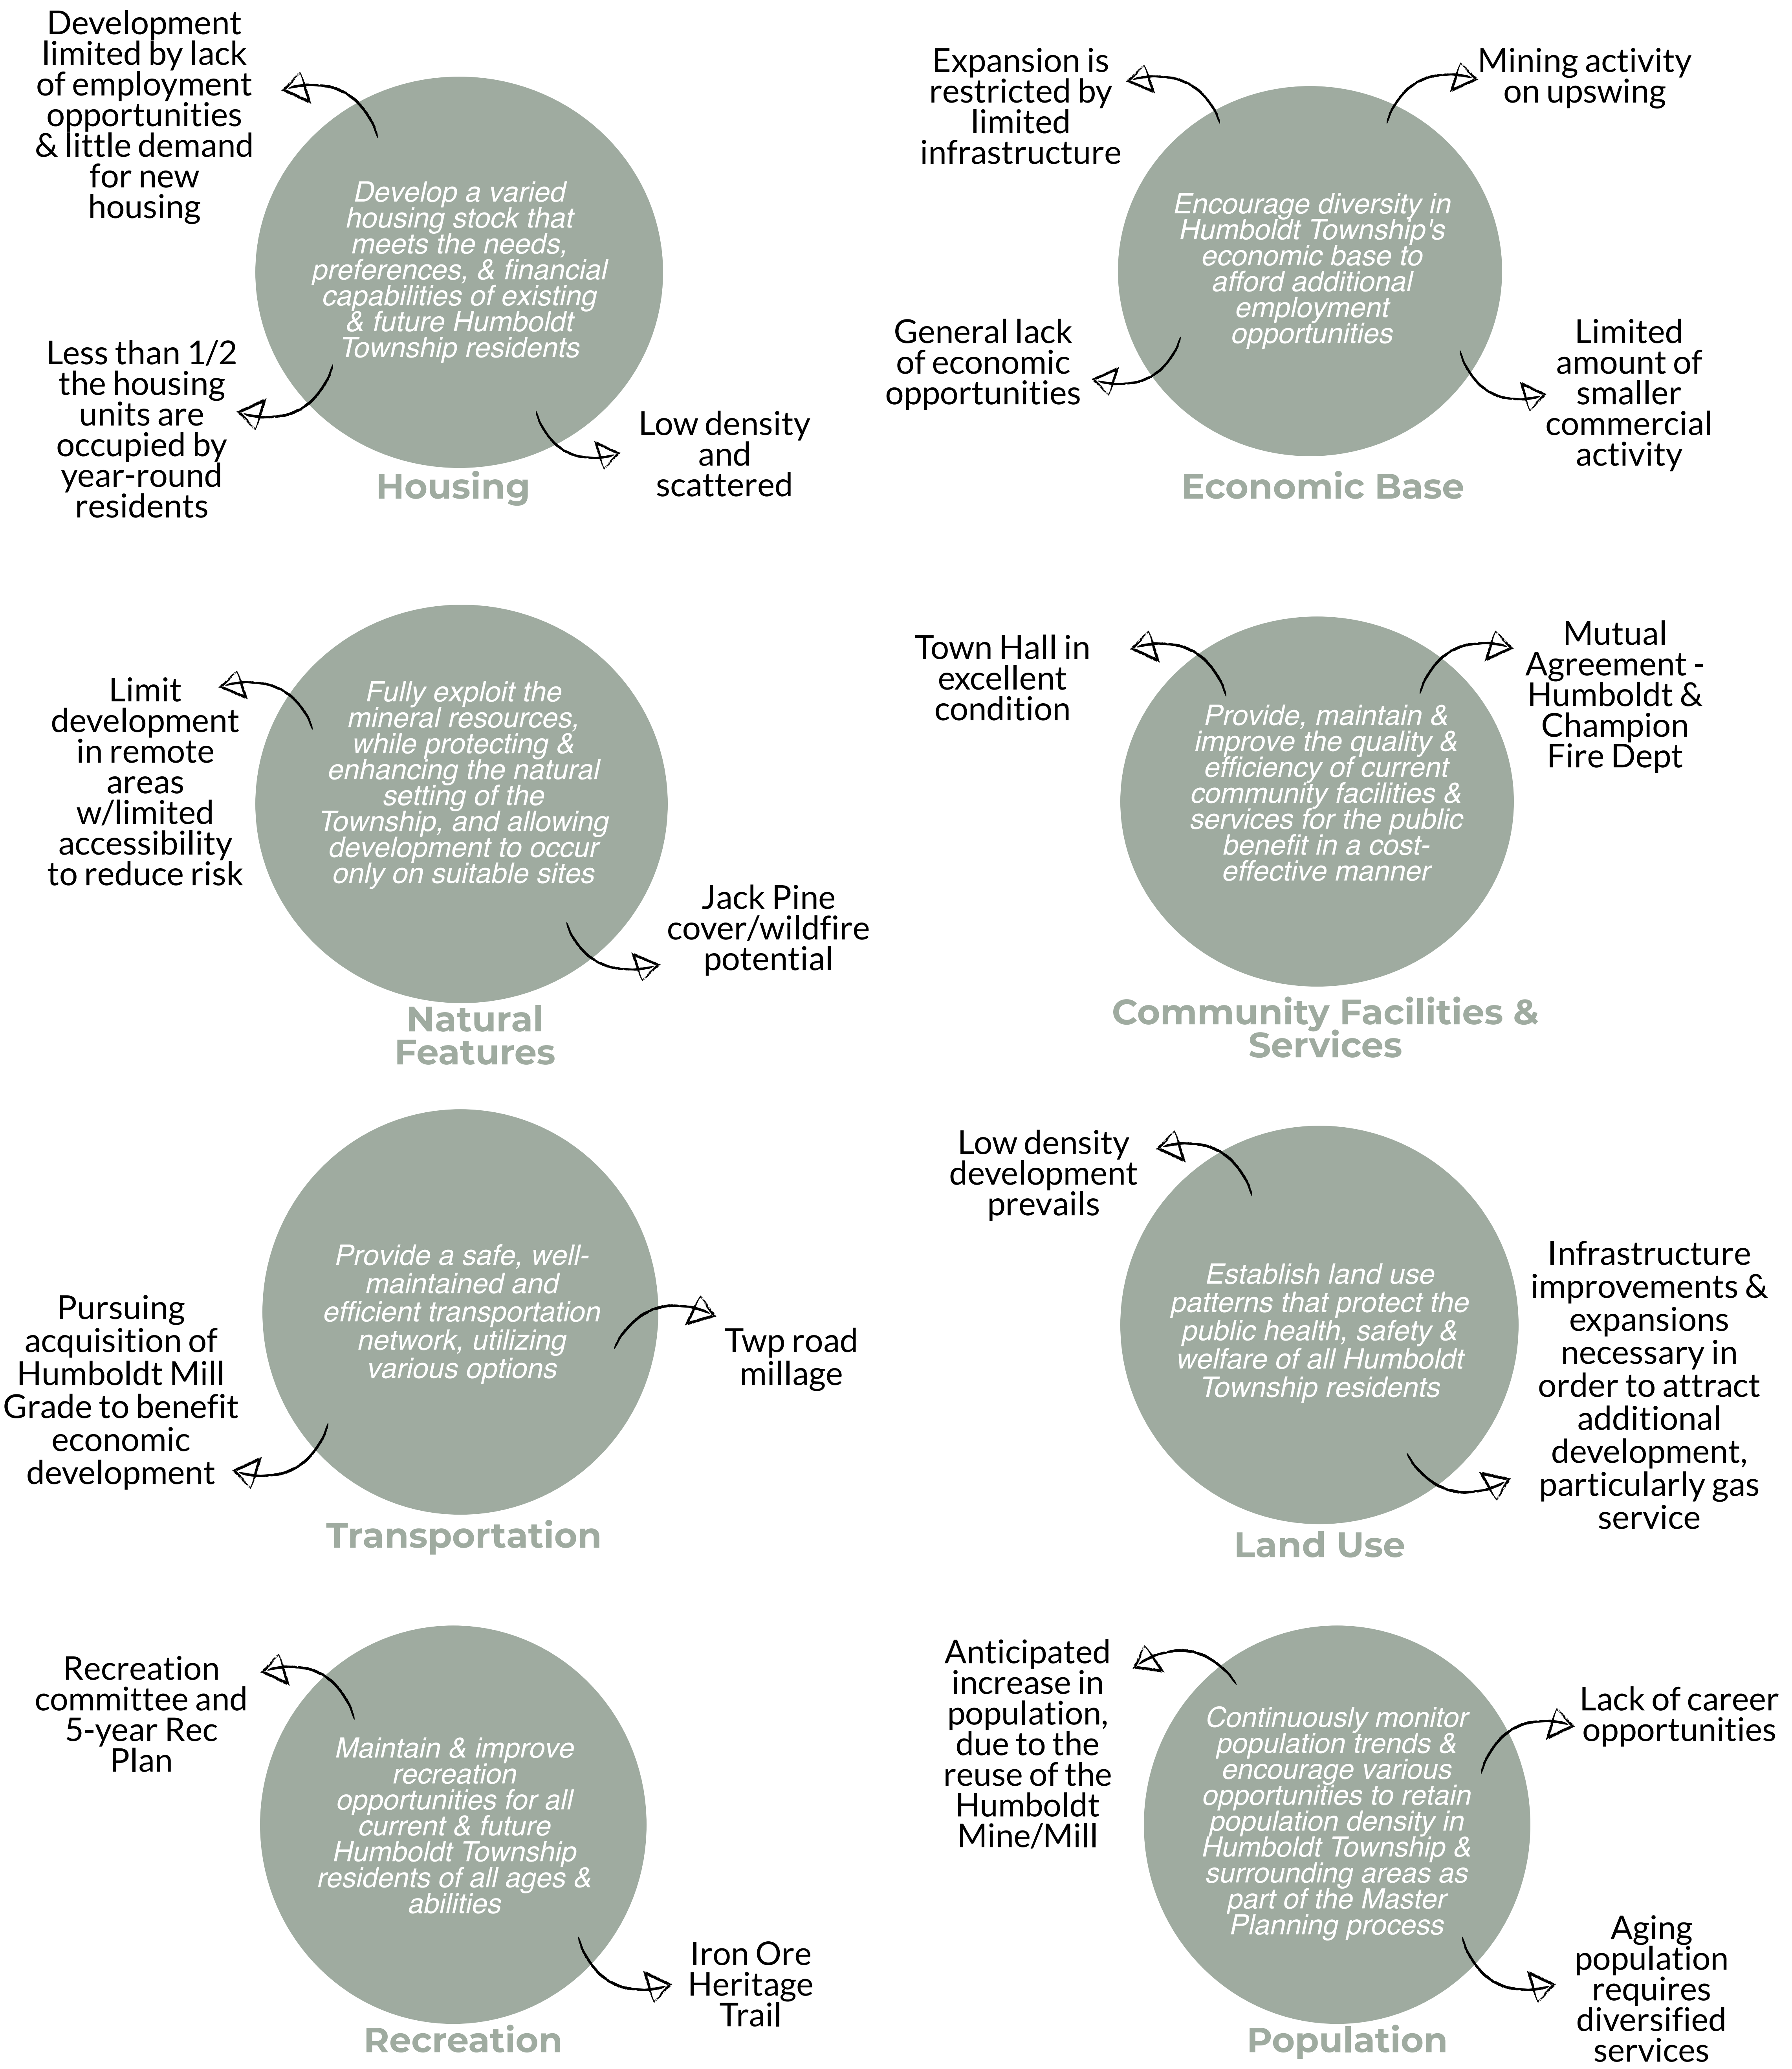 Development
limited by lack
of employment
opportunities
& little demand
for new
housing
Develop a varied
housing stock that
meets the needs,
preferences, & financial
capabilities of existing
& future Humboldt
Township residents
Less than 1/2
the housing
units are
occupied by
year-round
residents
Low density
and
scattered
Housing
Expansion is
restricted by
limited
infrastructure
Mining activity
on upswing
Encourage diversity in
Humboldt Township's
economic base to
afford additional
employment
opportunities
General lack
of economic
opportunities
Limited
amount of
smaller
commercial
activity
Economic Base
Limit
development
in remote
areas
w/limited
accessibility
to reduce risk
Fully exploit the
mineral resources,
while protecting &
enhancing the natural
setting of the
Township, and allowing
development to occur
only on suitable sites
Jack Pine
cover/wildfire
potential
Natural
Features
Town Hall in
excellent
condition
Mutual
Agreement -
Humboldt &
Champion
Fire Dept
Provide, maintain &
improve the quality &
efficiency of current
community facilities &
services for the public
benefit in a cost-
effective manner
Community Facilities &
Services
Provide a safe, well-
maintained and
efficient transportation
network, utilizing
various options
Pursuing
acquisition of
Humboldt Mill
Grade to benefit
economic
development
Twp road
millage
Transportation
Low density
development
prevails
Establish land use
patterns that protect the
public health, safety &
welfare of all Humboldt
Township residents
Infrastructure
improvements &
expansions
necessary in
order to attract
additional
development,
particularly gas
service
Land Use
Recreation
committee and
5-year Rec
Plan
Maintain & improve
recreation
opportunities for all
current & future
Humboldt Township
residents of all ages &
abilities
Iron Ore
Heritage
Trail
Recreation
Anticipated
increase in
population,
due to the
reuse of the
Humboldt
Mine/Mill
Lack of career
opportunities
Continuously monitor
population trends &
encourage various
opportunities to retain
population density in
Humboldt Township &
surrounding areas as
part of the Master
Planning process
Aging
population
requires
diversified
services
Population